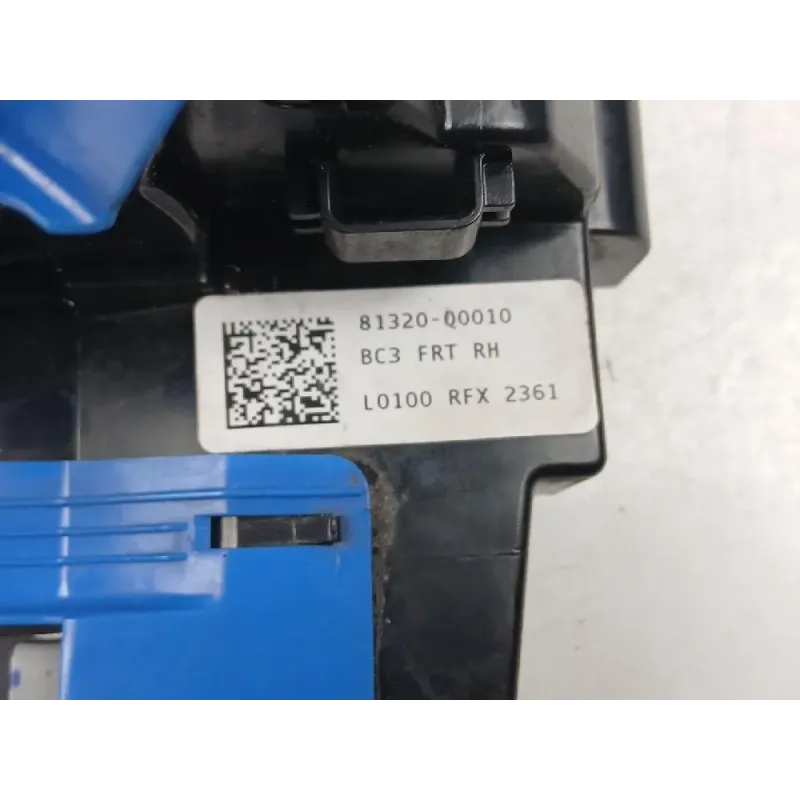 81320-Q0010
BC3 FRT RH
L0100 RFX 2361